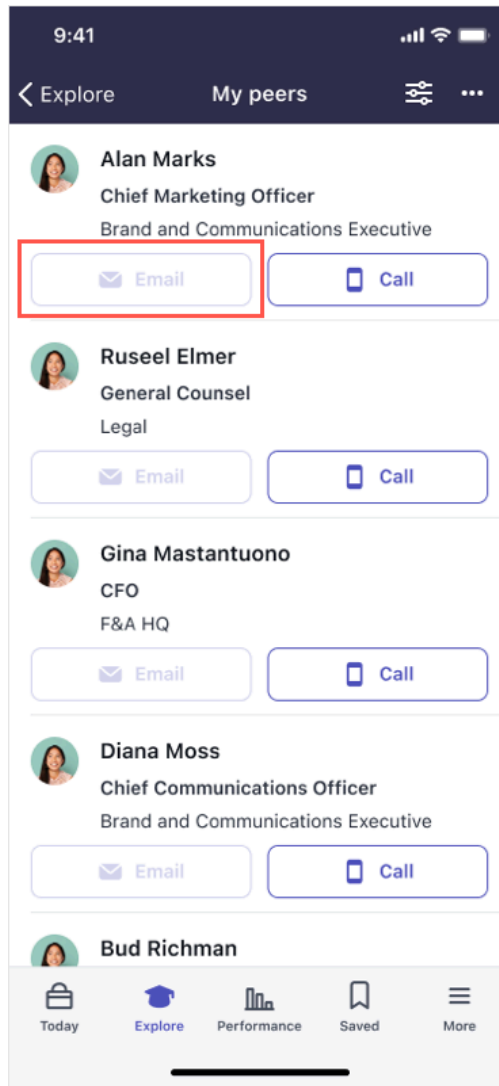 9:41
Explore My peers
Alan Marks
Chief Marketing Officer
Brand and Communications Executive
Email Call
Ruseel Elmer
General Counsel
Legal
Email Call
Gina Mastantuono
CFO
F&A HQ
Email Call
Diana Moss
Chief Communications Officer
Brand and Communications Executive
Email Call
Bud Richman
Today Explore Performance Saved More